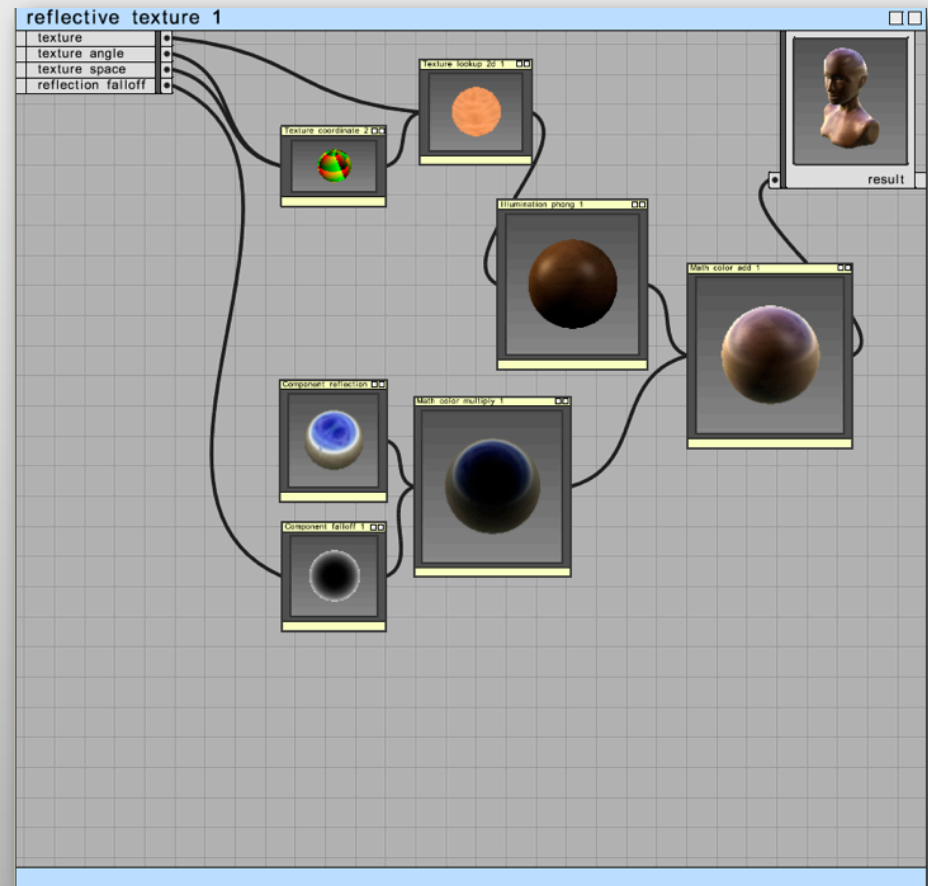 reflective texture 1
texture
texture angle
texture space
reflection falloff
Texture lookup 2d 1
Texture coordinate 2
result
Illumination phong 1
Math color add 1
Component reflection
Math color multiply 1
Component falloff 1